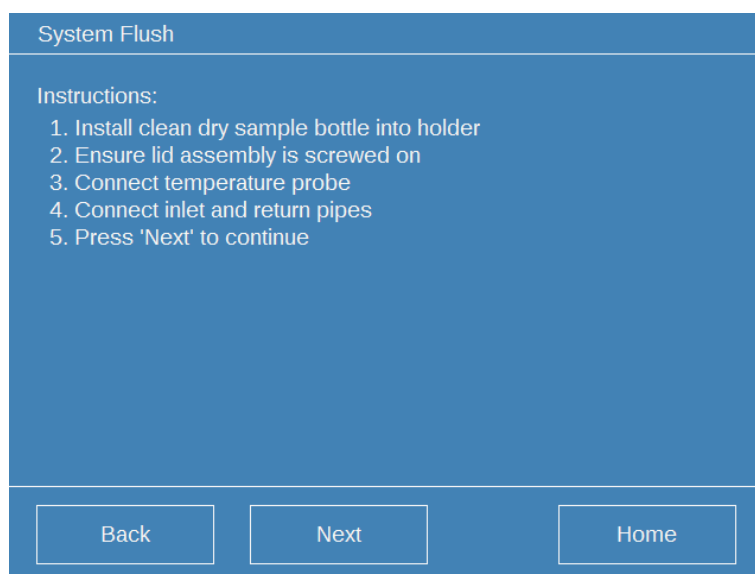 System Flush
Instructions:
1. Install clean dry sample bottle into holder
2. Ensure lid assembly is screwed on
3. Connect temperature probe
4. Connect inlet and return pipes
5. Press 'Next' to continue
Back Next Home